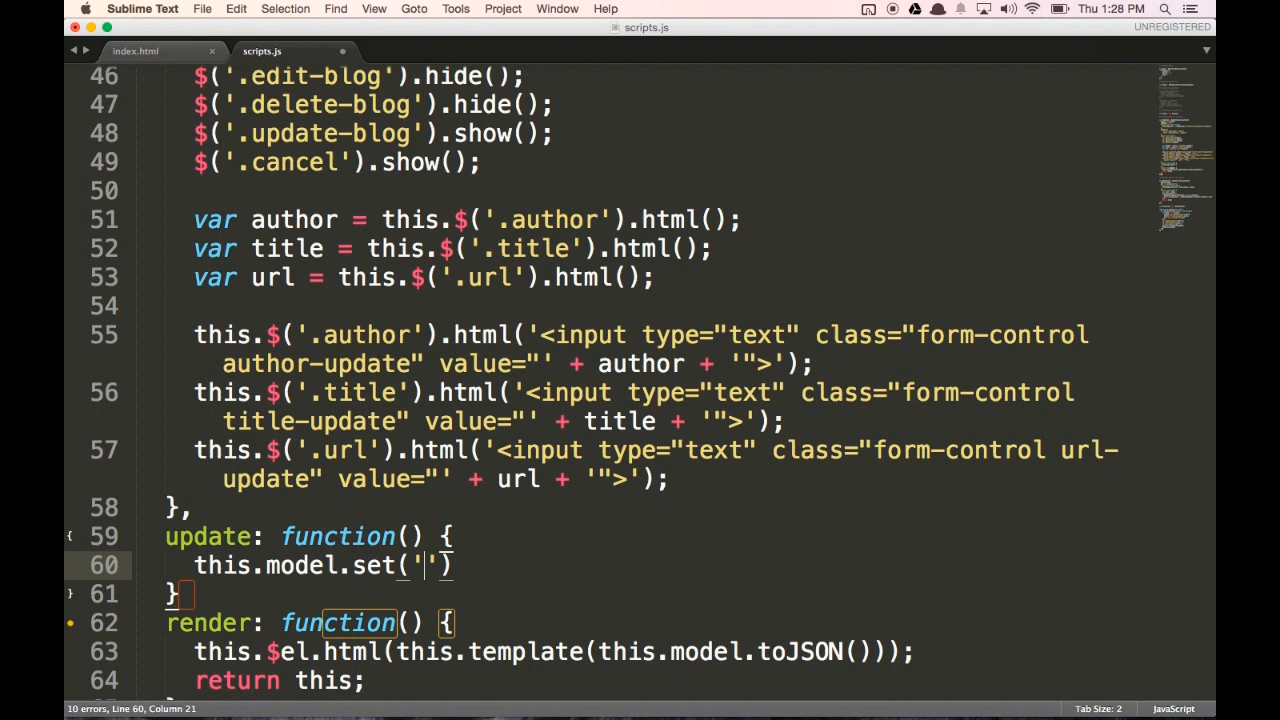 Sublime Text File Edit Selection Find View Goto Tools Project Window Help Thu 1:28 PM
scripts.js UNREGISTERED
index.html × scripts.js
46 $('.edit-blog').hide();
47 $('.delete-blog').hide();
48 $('.update-blog').show();
49 $('.cancel').show();
50
51 var author = this.$('.author').html();
52 var title = this.$('.title').html();
53 var url = this.$('.url').html();
54
55 this.$('.author').html('<input type="text" class="form-control
author-update" value="' + author + '">');
56 this.$('.title').html('<input type="text" class="form-control
title-update" value="' + title + '">');
57 this.$('.url').html('<input type="text" class="form-control url-
update" value="' + url + '">');
58 },
{ 59 update: function() {
60 this.model.set('')
} 61 }
62 render: function() {
63 this.$el.html(this.template(this.model.toJSON()));
64 return this;
10 errors, Line 60, Column 21 Tab Size: 2 JavaScript